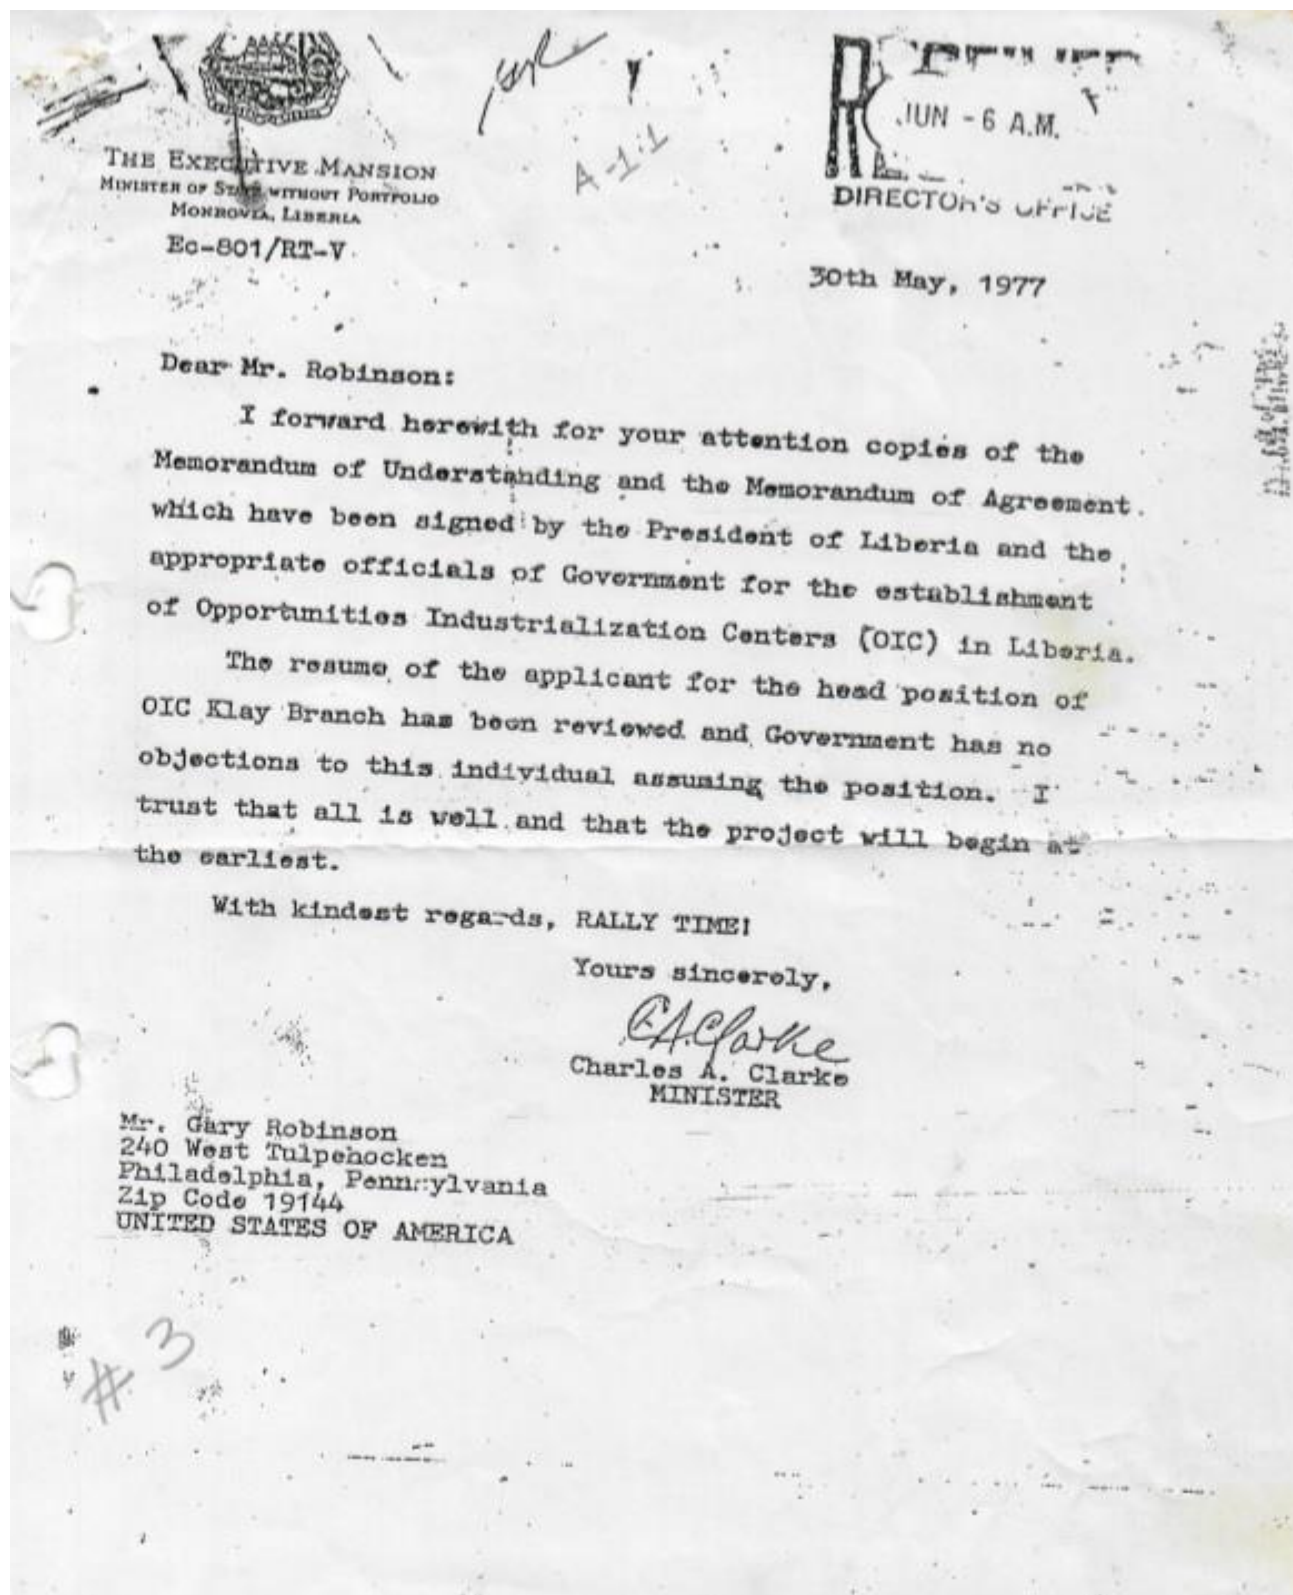 RECEIVED
JUN - 6 A.M.
DIRECTOR'S OFFICE
A-1:1
THE EXECUTIVE MANSION
MINISTER OF STATE WITHOUT PORTFOLIO
MONROVIA, LIBERIA
Ec-801/RT-V
30th May, 1977
Dear Mr. Robinson:
I forward herewith for your attention copies of the
Memorandum of Understanding and the Memorandum of Agreement
which have been signed by the President of Liberia and the
appropriate officials of Government for the establishment
of Opportunities Industrialization Centers (OIC) in Liberia.
The resume of the applicant for the head position of
OIC Klay Branch has been reviewed and Government has no
objections to this individual assuming the position. I
trust that all is well and that the project will begin at
the earliest.
With kindest regards, RALLY TIME!
Yours sincerely,
C.A. Clarke
Charles A. Clarke
MINISTER
Mr. Gary Robinson
240 West Tulpehocken
Philadelphia, Pennsylvania
Zip Code 19144
UNITED STATES OF AMERICA
# 3